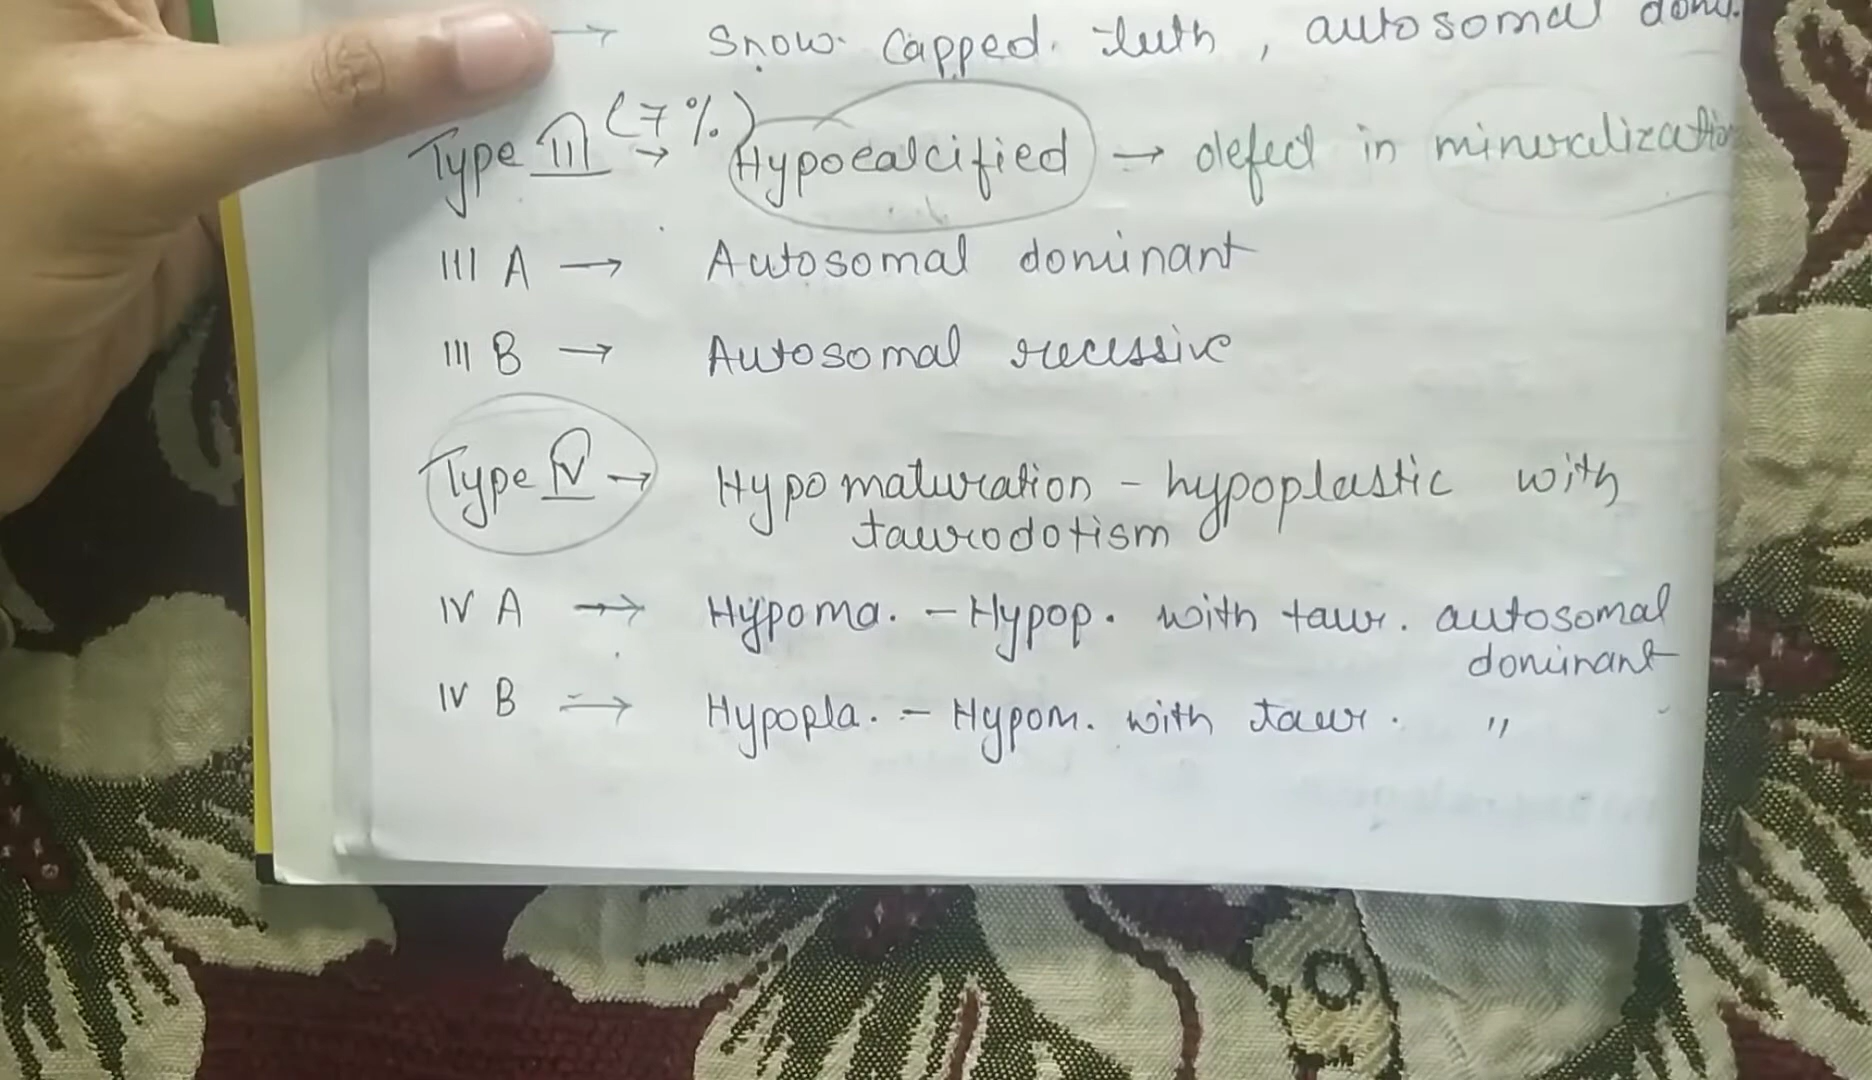 → Snow capped teeth, autosomal dom.
Type III (7%) → Hypocalcified → defect in mineralization
III A → Autosomal dominant
III B → Autosomal recessive
Type IV → Hypomaturation - hypoplastic with
taurodotism
IV A → Hypoma. - Hypop. with taur. autosomal
dominant
IV B → Hypopla. - Hypom. with taur. "